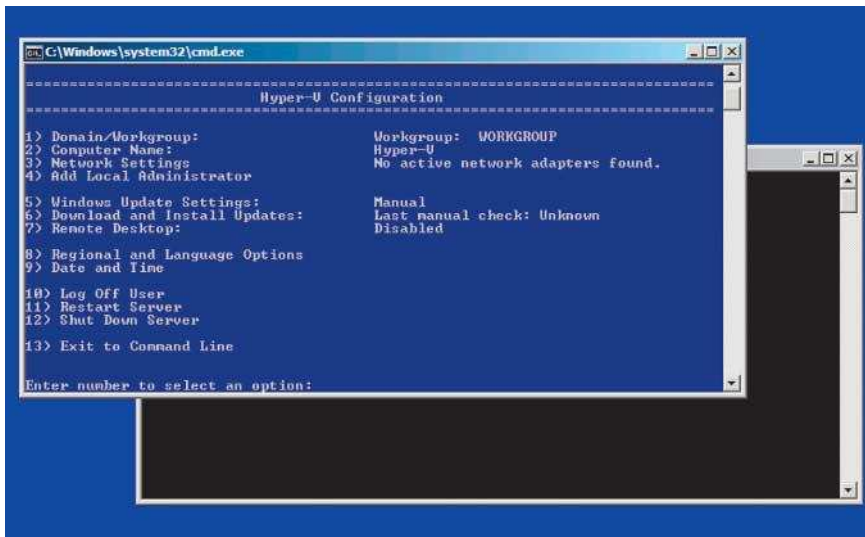 C:\Windows\system32\cmd.exe
===============================================================================
Hyper-V Configuration
===============================================================================
1) Domain/Workgroup: Workgroup: WORKGROUP
2) Computer Name: Hyper-V
3) Network Settings No active network adapters found.
4) Add Local Administrator
5) Windows Update Settings: Manual
6) Download and Install Updates: Last manual check: Unknown
7) Remote Desktop: Disabled
8) Regional and Language Options
9) Date and Time
10) Log Off User
11) Restart Server
12) Shut Down Server
13) Exit to Command Line
Enter number to select an option: